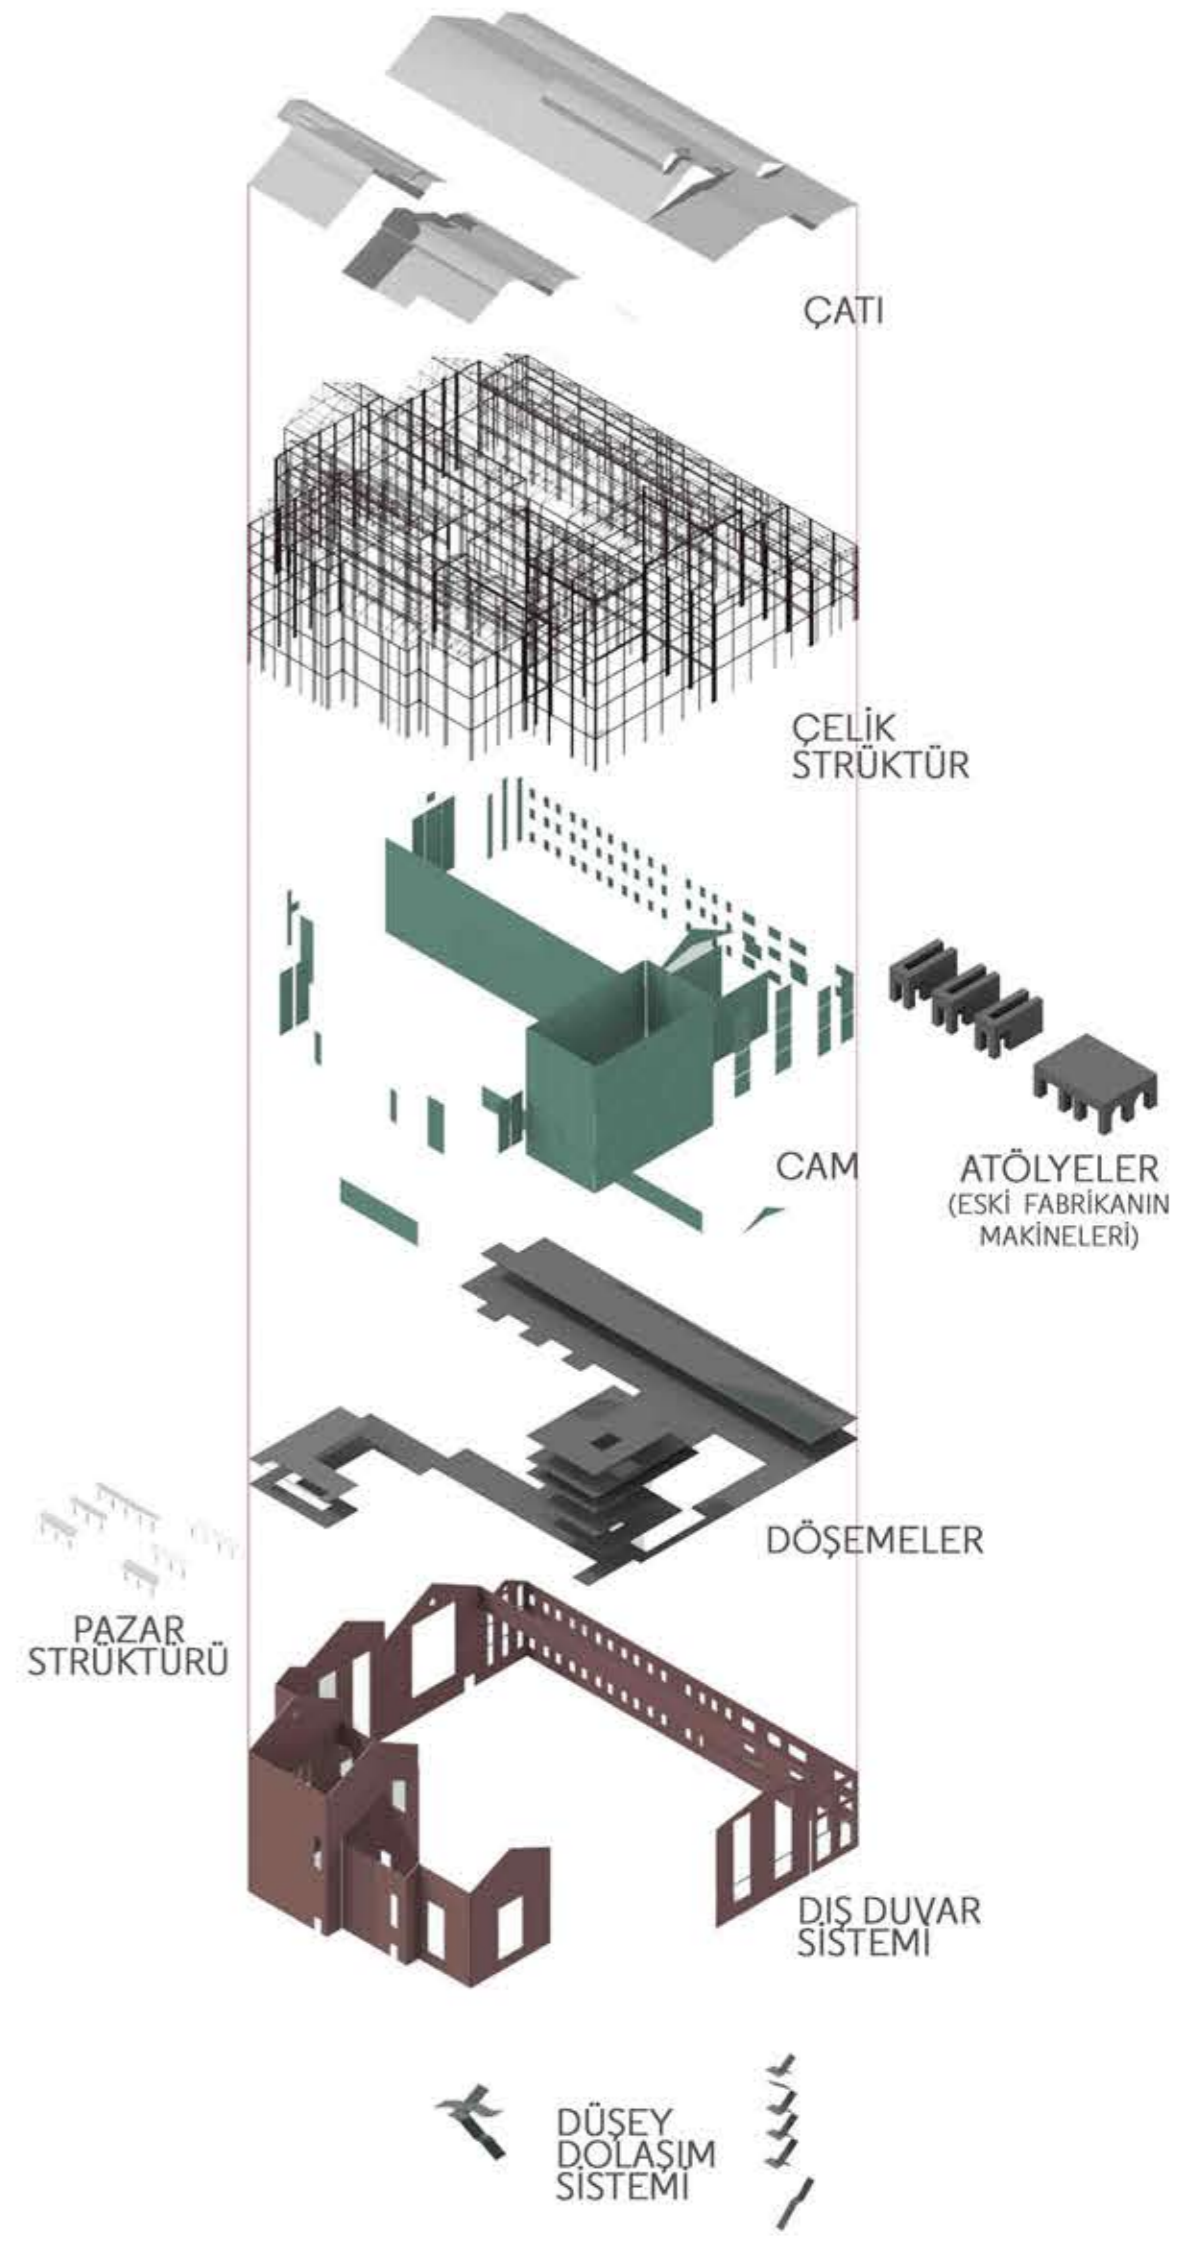 ÇATI
ÇELİK
STRÜKTÜR
CAM
ATÖLYELER
(ESKİ FABRİKANIN
MAKİNELERİ)
DÖŞEMELER
PAZAR
STRÜKTÜRÜ
DIŞ DUVAR
SİSTEMİ
DÜŞEY
DOLAŞIM
SİSTEMİ